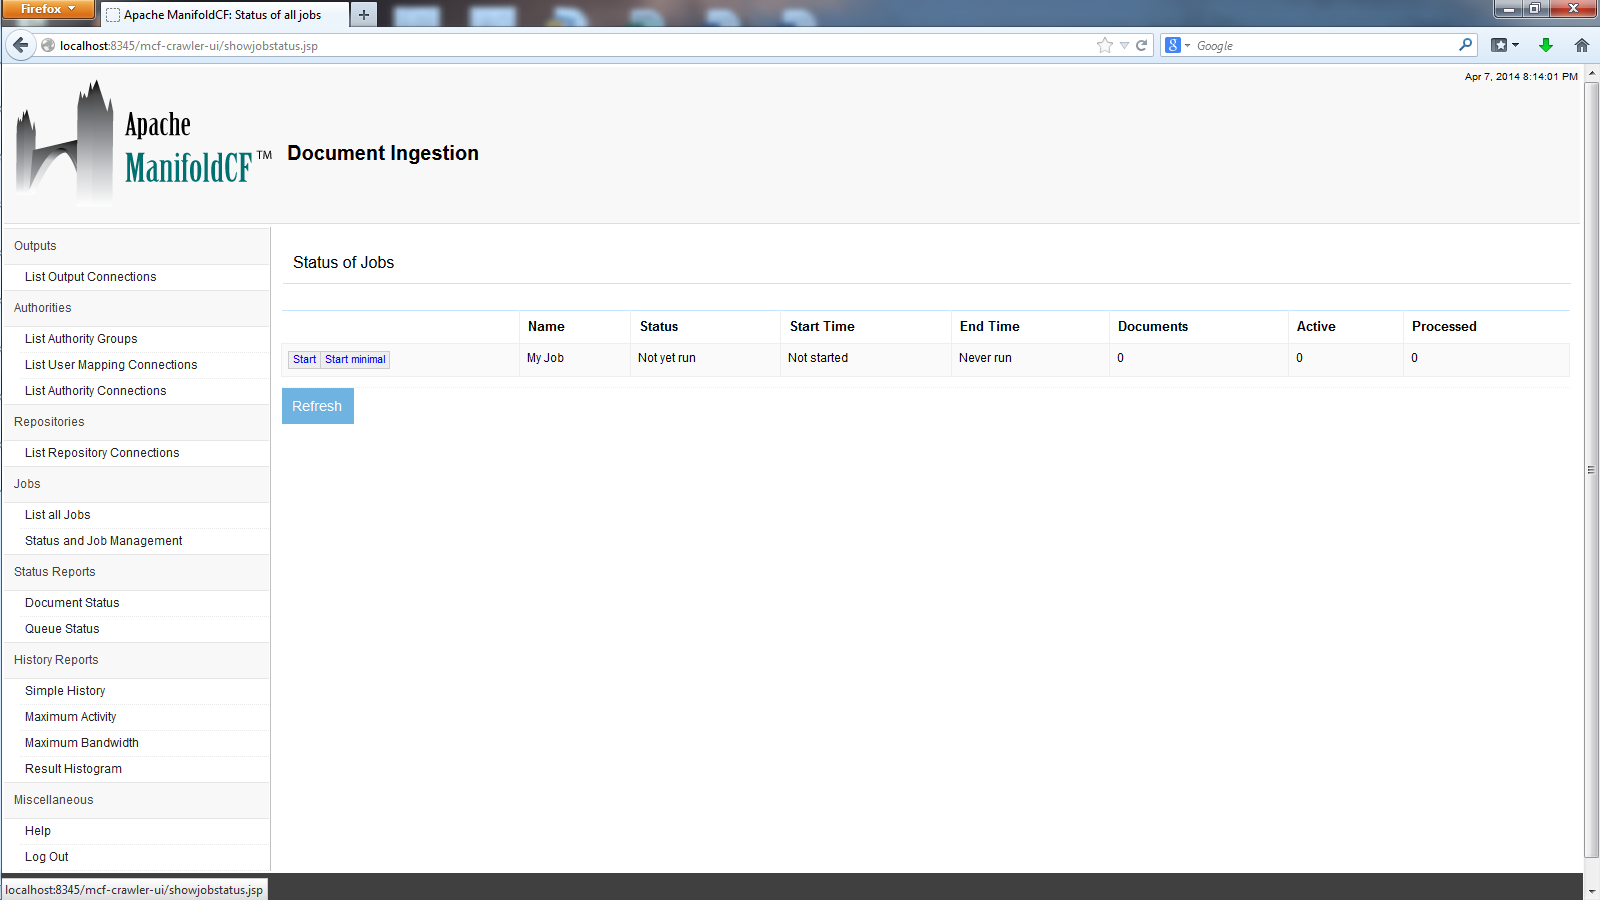 Firefox
Apache ManifoldCF: Status of all jobs
localhost:8345/mcf-crawler-ui/showjobstatus.jsp
Google
Apr 7, 2014 8:14:01 PM
Apache
ManifoldCF™
Document Ingestion
Outputs
List Output Connections
Authorities
List Authority Groups
List User Mapping Connections
List Authority Connections
Repositories
List Repository Connections
Jobs
List all Jobs
Status and Job Management
Status Reports
Document Status
Queue Status
History Reports
Simple History
Maximum Activity
Maximum Bandwidth
Result Histogram
Miscellaneous
Help
Log Out
Status of Jobs
Name Status Start Time End Time Documents Active Processed
Start Start minimal My Job Not yet run Not started Never run 0 0 0
Refresh
localhost:8345/mcf-crawler-ui/showjobstatus.jsp